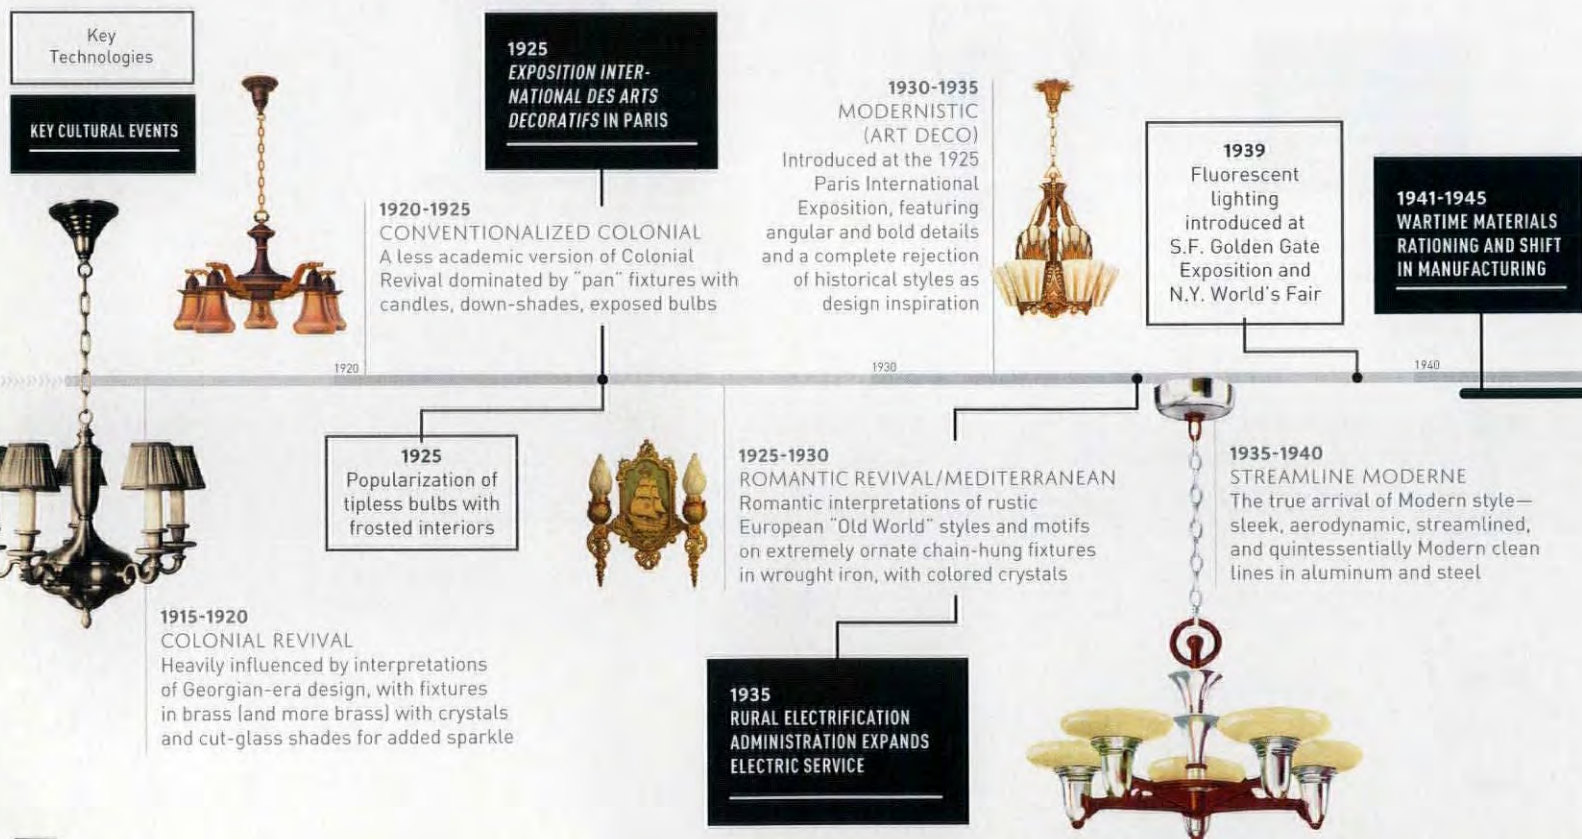 Key
Technologies
KEY CULTURAL EVENTS
1925
EXPOSITION INTER-
NATIONAL DES ARTS
DECORATIFS IN PARIS
1920-1925
CONVENTIONALIZED COLONIAL
A less academic version of Colonial
Revival dominated by "pan" fixtures with
candles, down-shades, exposed bulbs
1930-1935
MODERNISTIC
(ART DECO)
Introduced at the 1925
Paris International
Exposition, featuring
angular and bold details
and a complete rejection
of historical styles as
design inspiration
1939
Fluorescent
lighting
introduced at
S.F. Golden Gate
Exposition and
N.Y. World's Fair
1941-1945
WARTIME MATERIALS
RATIONING AND SHIFT
IN MANUFACTURING
1920
1930
1940
1925
Popularization of
tipless bulbs with
frosted interiors
1925-1930
ROMANTIC REVIVAL/MEDITERRANEAN
Romantic interpretations of rustic
European "Old World" styles and motifs
on extremely ornate chain-hung fixtures
in wrought iron, with colored crystals
1935-1940
STREAMLINE MODERNE
The true arrival of Modern style—
sleek, aerodynamic, streamlined,
and quintessentially Modern clean
lines in aluminum and steel
1915-1920
COLONIAL REVIVAL
Heavily influenced by interpretations
of Georgian-era design, with fixtures
in brass (and more brass) with crystals
and cut-glass shades for added sparkle
1935
RURAL ELECTRIFICATION
ADMINISTRATION EXPANDS
ELECTRIC SERVICE